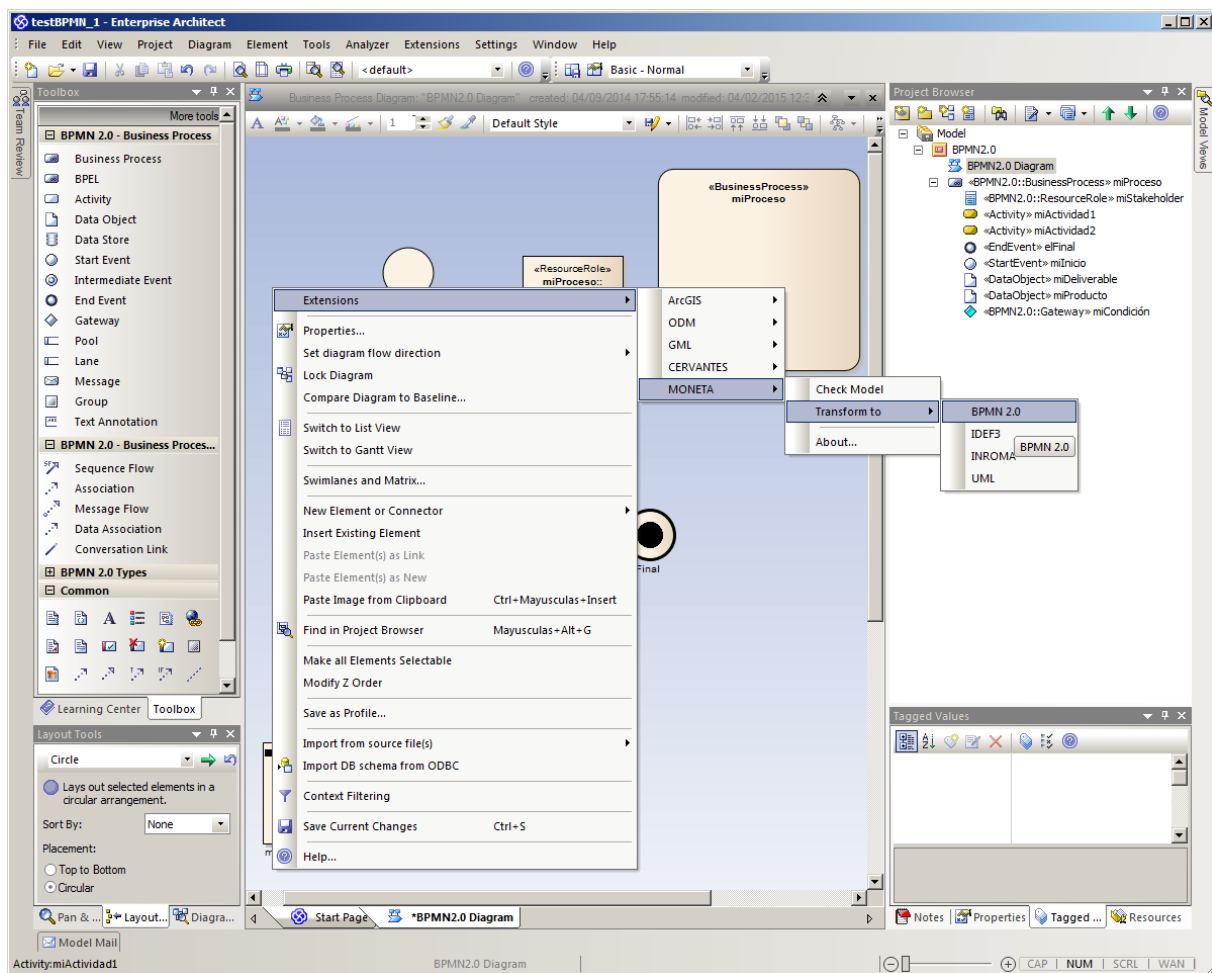 testBPMN_1 - Enterprise Architect
File Edit View Project Diagram Element Tools Analyzer Extensions Settings Window Help
<default>
Basic - Normal
Team Review
Toolbox
More tools
BPMN 2.0 - Business Process
Business Process
BPEL
Activity
Data Object
Data Store
Start Event
Intermediate Event
End Event
Gateway
Pool
Lane
Message
Group
Text Annotation
BPMN 2.0 - Business Proces...
Sequence Flow
Association
Message Flow
Data Association
Conversation Link
BPMN 2.0 Types
Common
Learning Center
Toolbox
Layout Tools
Circle
Lays out selected elements in a
circular arrangement.
Sort By: None
Placement:
Top to Bottom
Circular
Pan & ... Layout... Diagra...
Model Mail
Business Process Diagram: "BPMN2.0 Diagram" created: 04/09/2014 17:55:14 modified: 04/02/2015 12:3
1 Default Style
«BusinessProcess»
miProceso
«ResourceRole»
miProceso::
Final
Extensions
Properties...
Set diagram flow direction
Lock Diagram
Compare Diagram to Baseline...
Switch to List View
Switch to Gantt View
Swimlanes and Matrix...
New Element or Connector
Insert Existing Element
Paste Element(s) as Link
Paste Element(s) as New
Paste Image from Clipboard Ctrl+Mayusculas+Insert
Find in Project Browser Mayusculas+Alt+G
Make all Elements Selectable
Modify Z Order
Save as Profile...
Import from source file(s)
Import DB schema from ODBC
Context Filtering
Save Current Changes Ctrl+S
Help...
ArcGIS
ODM
GML
CERVANTES
MONETA
Check Model
Transform to
About...
BPMN 2.0
IDEF3
INROMA
UML
BPMN 2.0
Start Page
*BPMN2.0 Diagram
Project Browser
Model
BPMN2.0
BPMN2.0 Diagram
«BPMN2.0::BusinessProcess» miProceso
«BPMN2.0::ResourceRole» miStakeholder
«Activity» miActividad1
«Activity» miActividad2
«EndEvent» elFinal
«StartEvent» miInicio
«DataObject» miDeliverable
«DataObject» miProducto
«BPMN2.0::Gateway» miCondición
Model Views
Tagged Values
Notes Properties Tagged ... Resources
Activity:miActividad1
BPMN2.0 Diagram
CAP NUM SCRL WAN